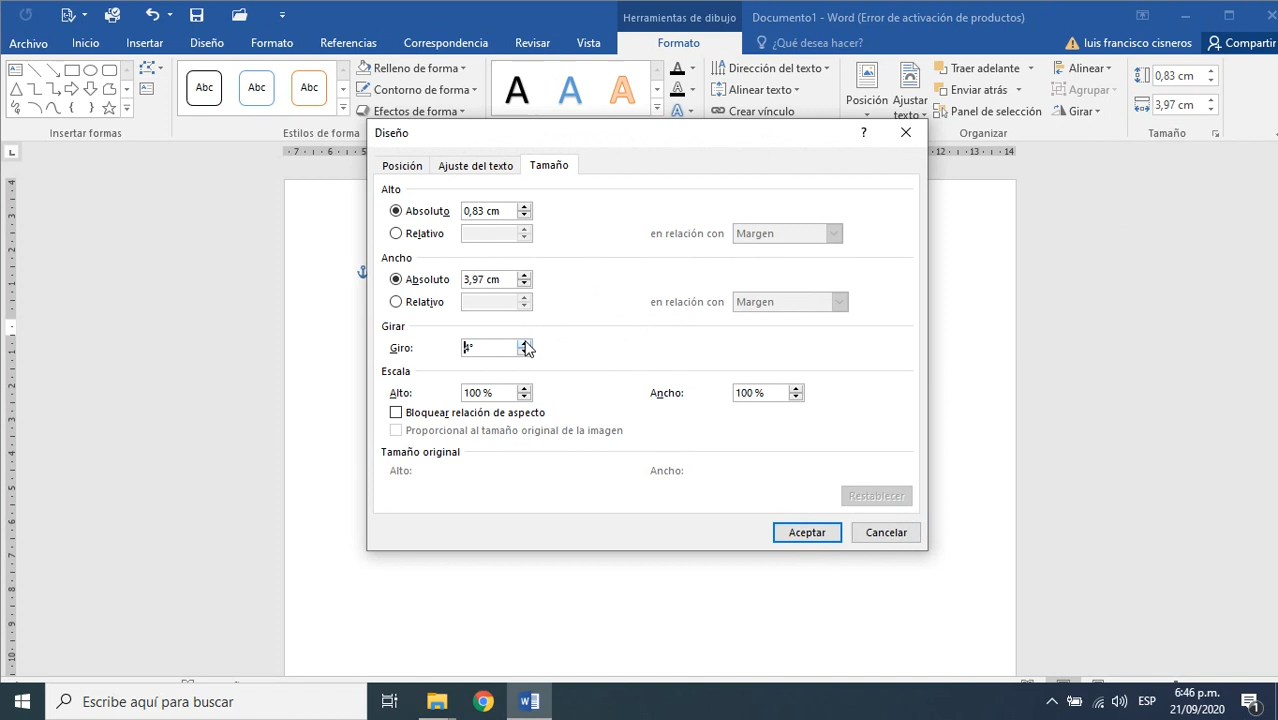 Herramientas de dibujo
Documento1 - Word (Error de activación de productos)
Archivo
Inicio
Insertar
Diseño
Formato
Referencias
Correspondencia
Revisar
Vista
Formato
¿Qué desea hacer?
luis francisco cisneros
Compartir
Abc
Abc
Abc
Relleno de forma
Contorno de forma
Efectos de forma
A
A
A
A
A
A
Dirección del texto
Alinear texto
Crear vínculo
Posición
Ajustar
texto
Traer adelante
Enviar atrás
Panel de selección
Alinear
Agrupar
Girar
0,83 cm
3,97 cm
Insertar formas
Estilos de forma
Organizar
Tamaño
Diseño
?
Posición
Ajuste del texto
Tamaño
Alto
Absoluto
0,83 cm
Relativo
en relación con
Margen
Ancho
Absoluto
3,97 cm
Relativo
en relación con
Margen
Girar
Giro:
4°
Escala
Alto:
100 %
Ancho:
100 %
Bloquear relación de aspecto
Proporcional al tamaño original de la imagen
Tamaño original
Alto:
Ancho:
Restablecer
Aceptar
Cancelar
Escribe aquí para buscar
ESP
6:46 p.m.
21/09/2020
1